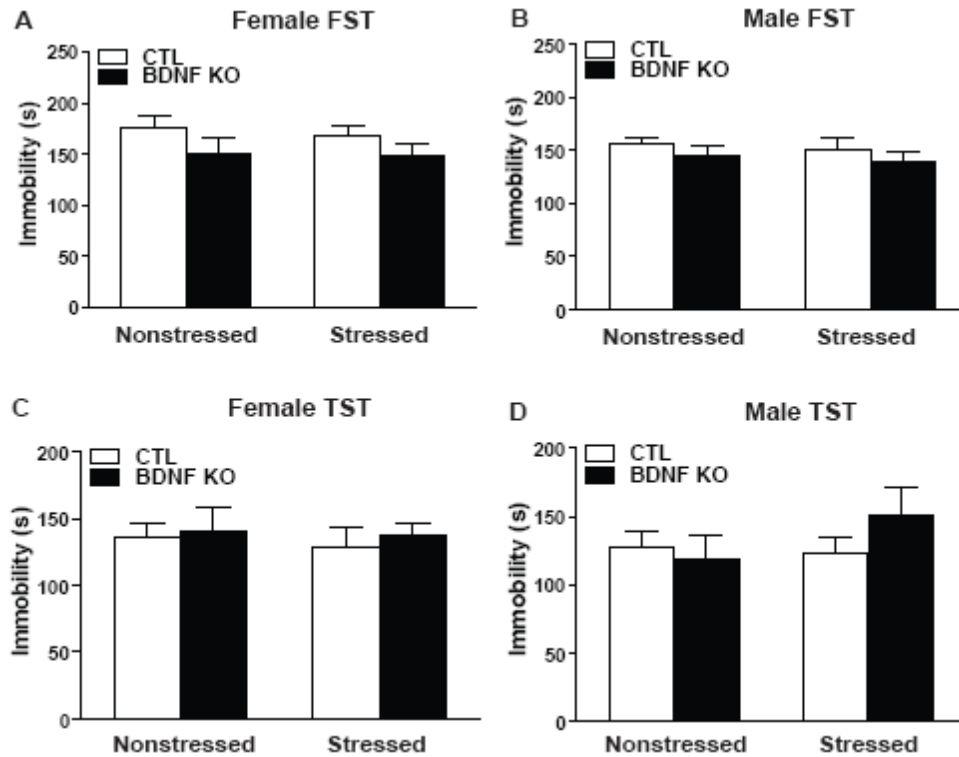 A
Female FST
250
200
150
100
50
0
Immobility (s)
CTL
BDNF KO
Nonstressed
Stressed
B
Male FST
250
200
150
100
50
0
Immobility (s)
CTL
BDNF KO
Nonstressed
Stressed
C
Female TST
200
150
100
50
0
Immobility (s)
CTL
BDNF KO
Nonstressed
Stressed
D
Male TST
200
150
100
50
0
Immobility (s)
CTL
BDNF KO
Nonstressed
Stressed